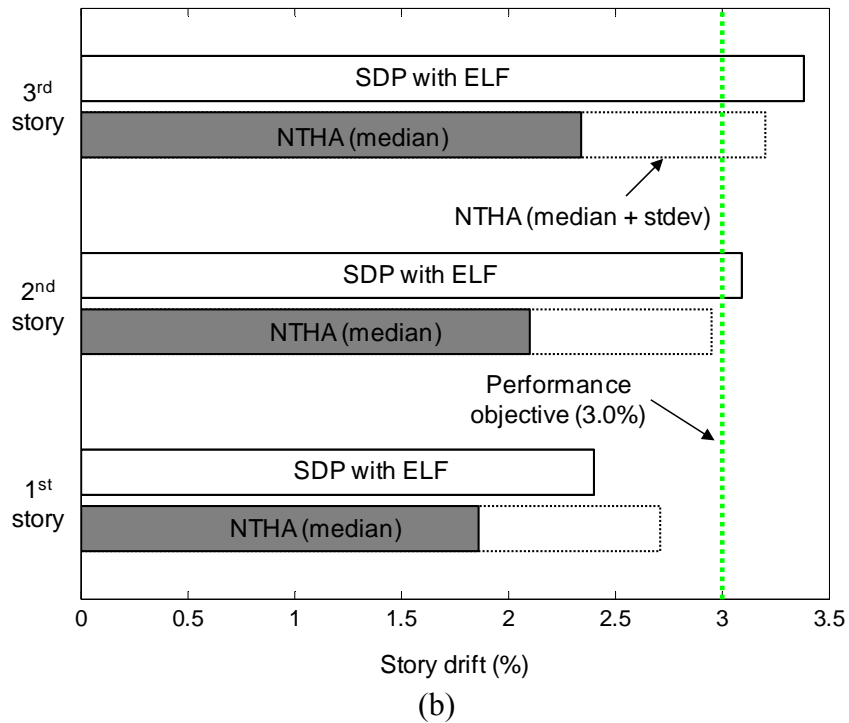 3rd
story
SDP with ELF
NTHA (median)
NTHA (median + stdev)
2nd
story
SDP with ELF
NTHA (median)
Performance
objective (3.0%)
1st
story
SDP with ELF
NTHA (median)
0 0.5 1 1.5 2 2.5 3 3.5
Story drift (%)
(b)